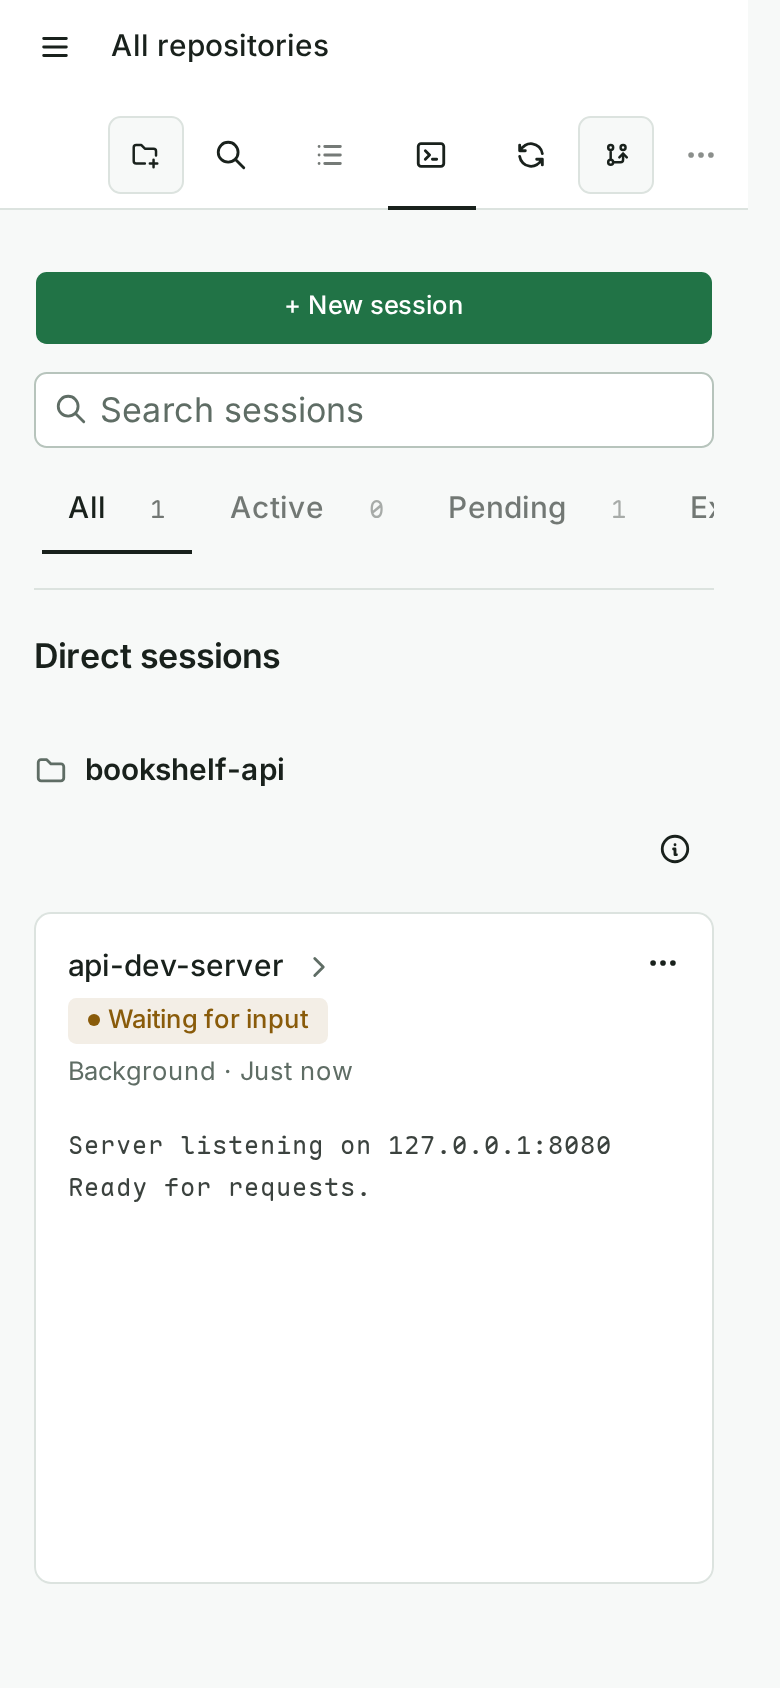 All repositories
+ New session
Search sessions
All 1 Active 0 Pending 1 Ex
Direct sessions
bookshelf-api
api-dev-server
Waiting for input
Background · Just now
Server listening on 127.0.0.1:8080
Ready for requests.